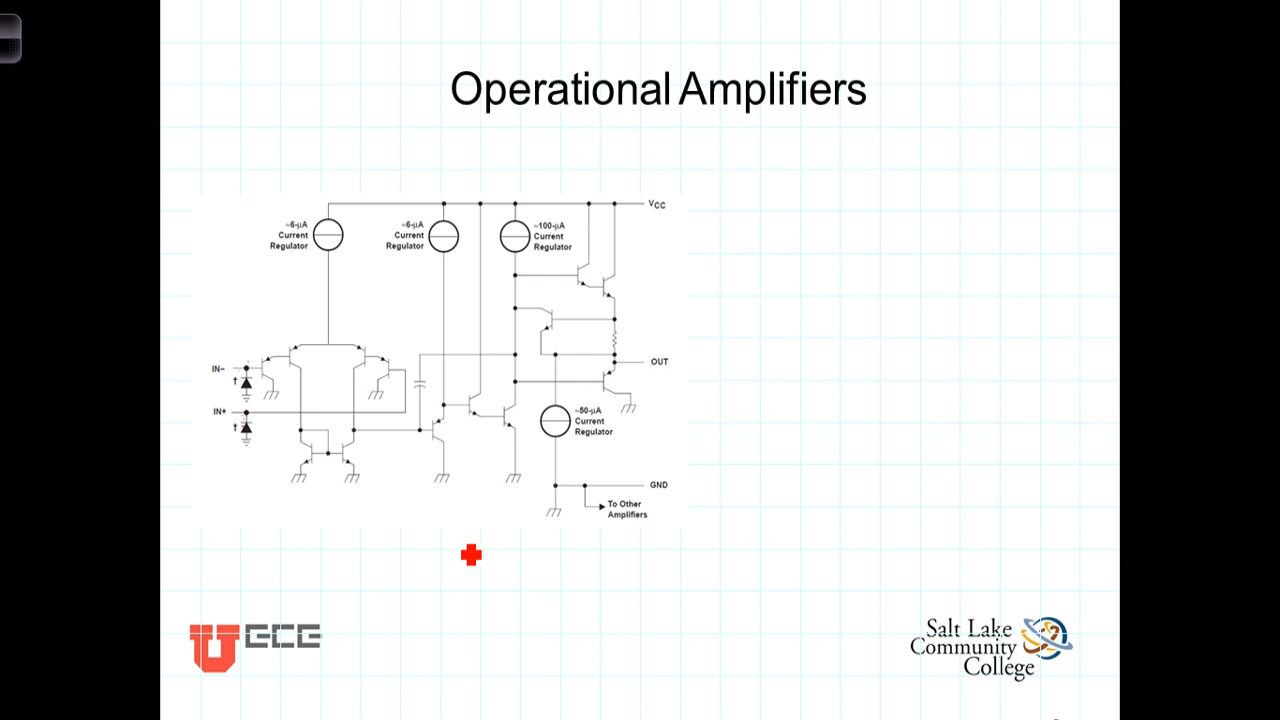 Operational Amplifiers
≈6-µA
Current
Regulator
≈6-µA
Current
Regulator
≈100-µA
Current
Regulator
VCC
IN−
†
IN+
†
OUT
≈50-µA
Current
Regulator
GND
To Other
Amplifiers
U ECE
Salt Lake
Community
College